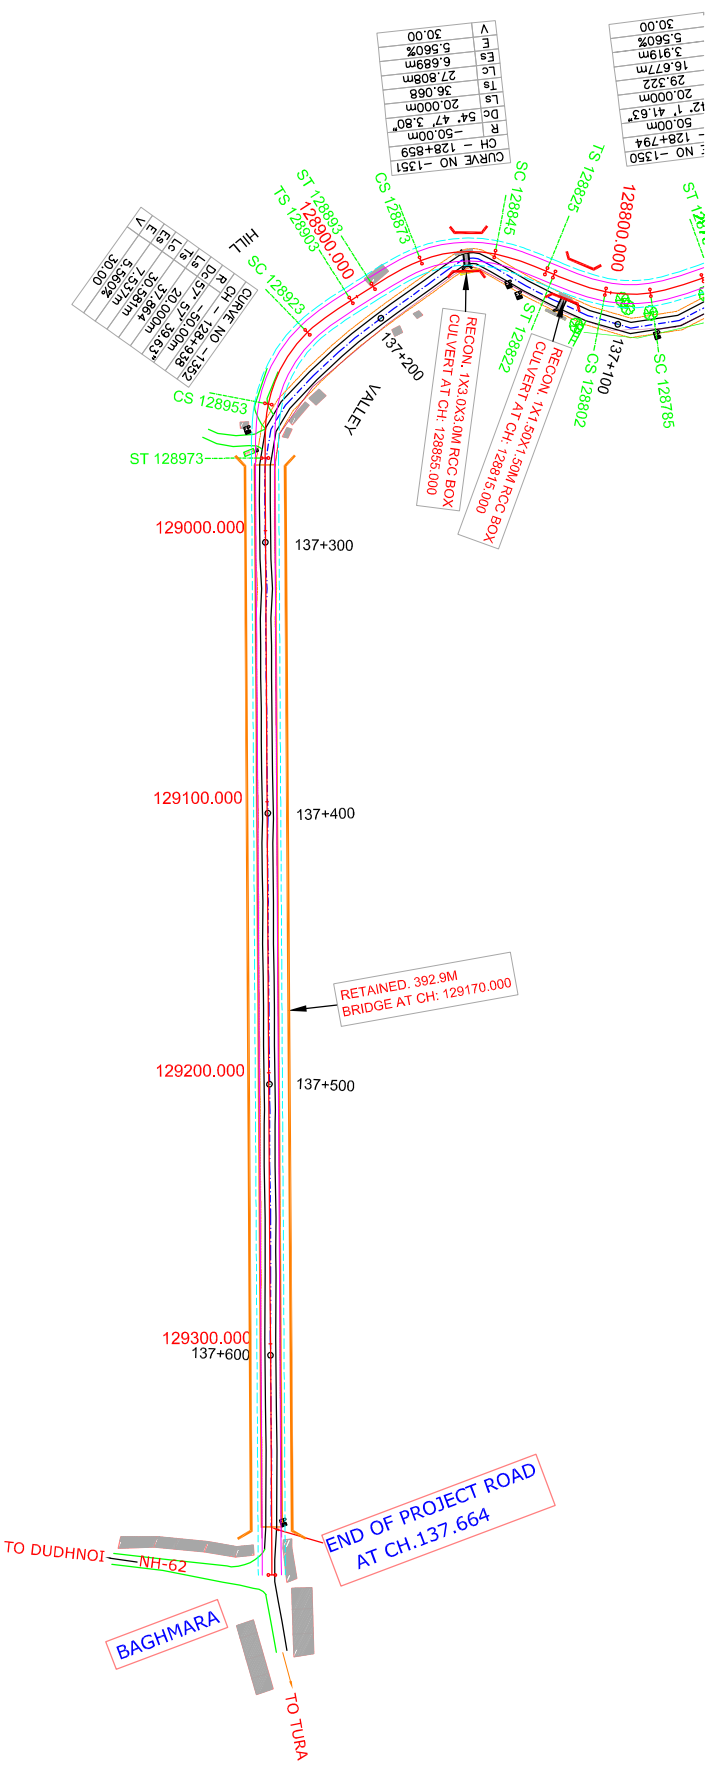 CURVE NO -1351
CH - 128+859
R -50.00m
Dc 54° 47' 3.80"
Ls 20.000m
Ts 36.068
Lc 27.808m
Es 6.689m
E 5.560%
V 30.00
NO -1350
- 128+794
50.00m
42° 1' 41.63"
20.000m
29.322
16.677m
3.919m
5.560%
30.00
CURVE NO -1352
CH - 128+938
R -50.00m
Dc 57° 57' 39.63"
Ls 20.000m
Ts 37.864
Lc 30.581m
Es 7.537m
E 5.560%
V 30.00
HILL
VALLEY
ST 128893
TS 128903
128900.000
CS 128873
SC 128845
TS 128825
128800.000
SC 128923
CS 128953
ST 128973
ST 128822
CS 128802
SC 128785
137+100
137+200
RECON. 1X3.0X3.0M RCC BOX
CULVERT AT CH: 128855.000
RECON. 1X1.50X1.50M RCC BOX
CULVERT AT CH: 128815.000
129000.000
137+300
129100.000
137+400
RETAINED. 392.9M
BRIDGE AT CH: 129170.000
129200.000
137+500
129300.000
137+600
END OF PROJECT ROAD
AT CH.137.664
TO DUDHNOI
NH-62
BAGHMARA
TO TURA